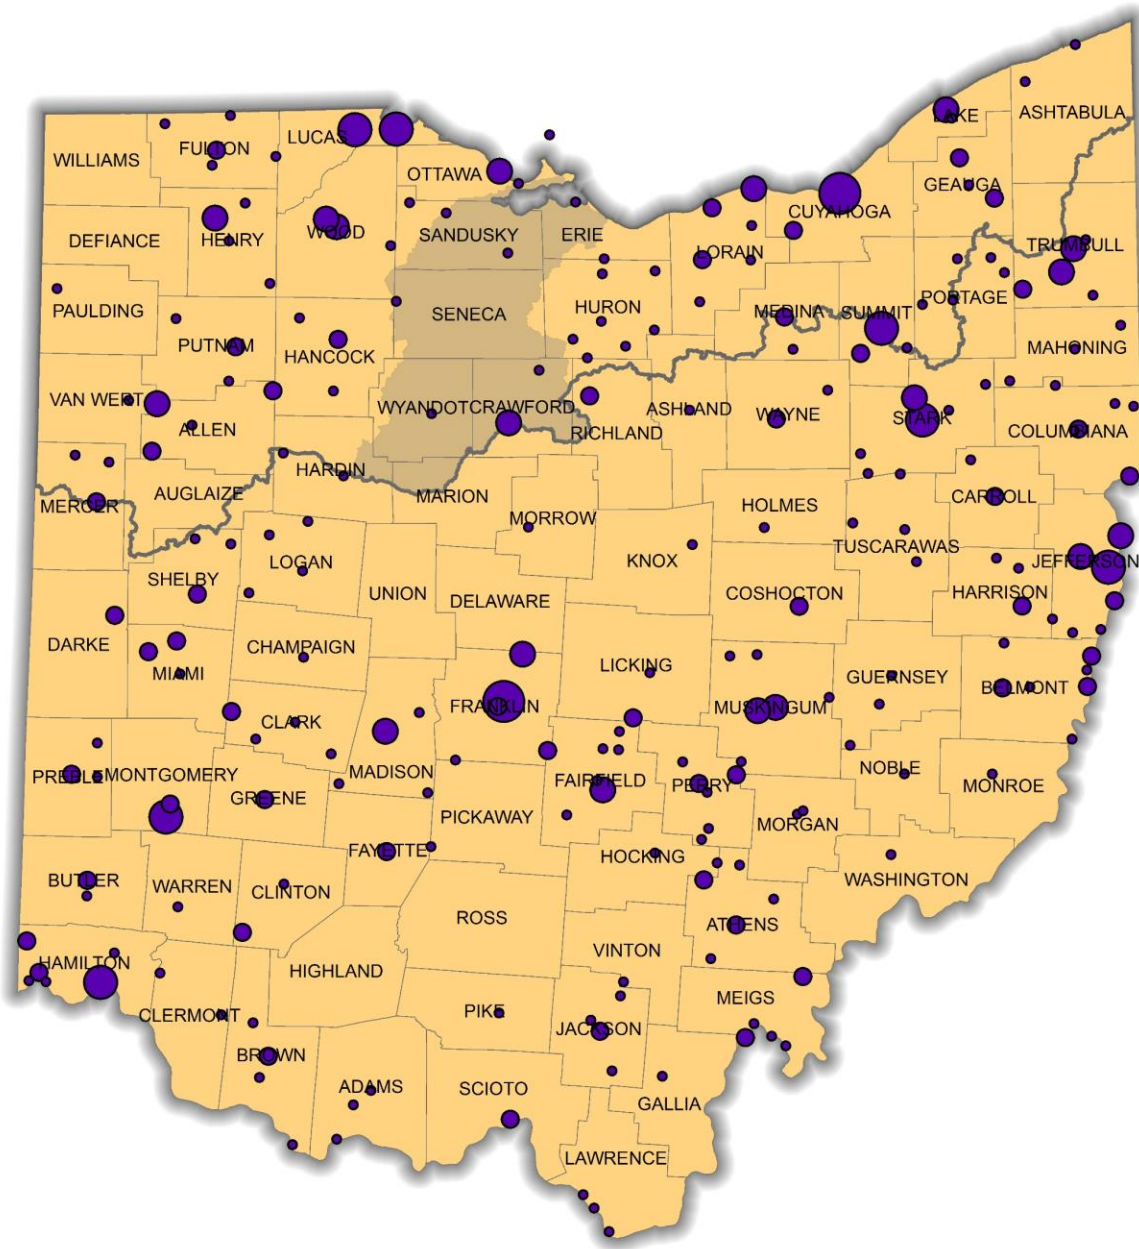 LAKE
ASHTABULA
LUCAS
FULTON
WILLIAMS
OTTAWA
GEAUGA
CUYAHOGA
DEFIANCE
HENRY
WOOD
SANDUSKY
ERIE
LORAIN
TRUMBULL
PAULDING
SENECA
HURON
MEDINA
SUMMIT
PORTAGE
PUTNAM
HANCOCK
MAHONING
VAN WERT
ALLEN
WYANDOT
CRAWFORD
RICHLAND
ASHLAND
WAYNE
STARK
COLUMBIANA
MERCER
AUGLAIZE
HARDIN
MARION
MORROW
HOLMES
CARROLL
LOGAN
KNOX
TUSCARAWAS
JEFFERSON
SHELBY
UNION
DELAWARE
COSHOCTON
HARRISON
DARKE
CHAMPAIGN
MIAMI
LICKING
GUERNSEY
BELMONT
CLARK
FRANKLIN
MUSKINGUM
PREBLE
MONTGOMERY
MADISON
FAIRFIELD
PERRY
NOBLE
MONROE
GREENE
PICKAWAY
MORGAN
FAYETTE
HOCKING
BUTLER
WARREN
CLINTON
WASHINGTON
ROSS
ATHENS
HAMILTON
HIGHLAND
VINTON
CLERMONT
PIKE
JACKSON
MEIGS
BROWN
ADAMS
SCIOTO
GALLIA
LAWRENCE